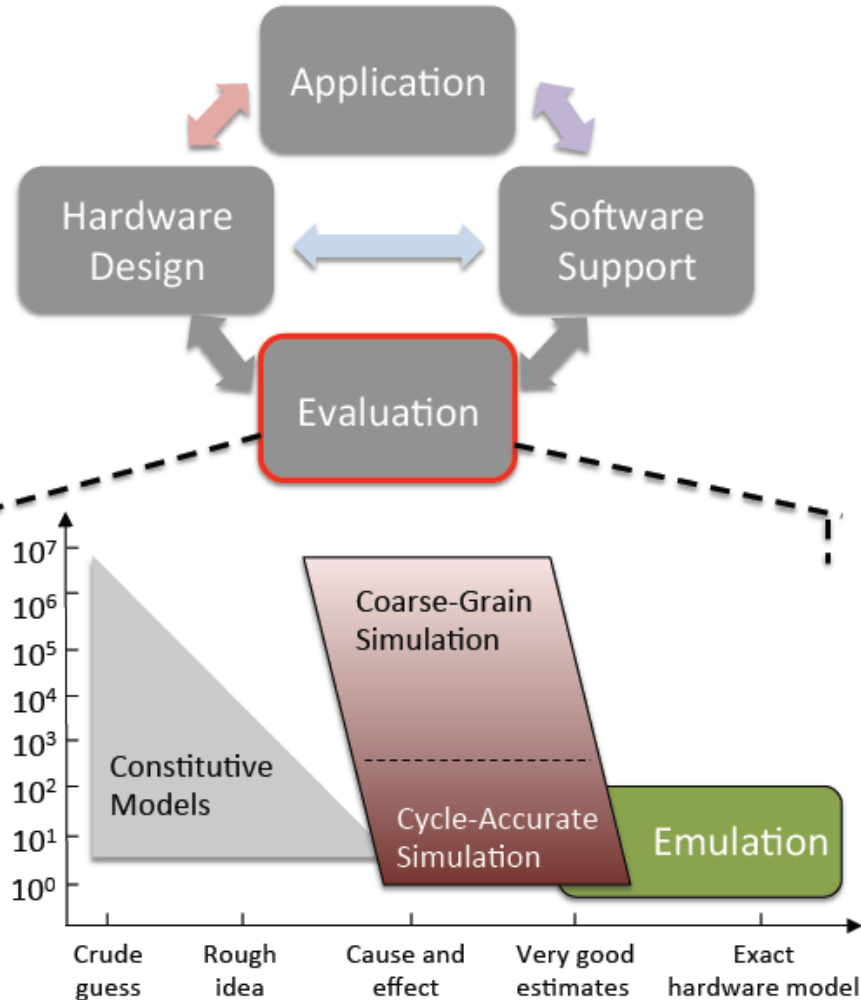 Application
Hardware
Design
Software
Support
Evaluation
10⁷
10⁶
10⁵
10⁴
10³
10²
10¹
10⁰
Coarse-Grain
Simulation
Constitutive
Models
Cycle-Accurate
Simulation
Emulation
Crude
guess
Rough
idea
Cause and
effect
Very good
estimates
Exact
hardware model